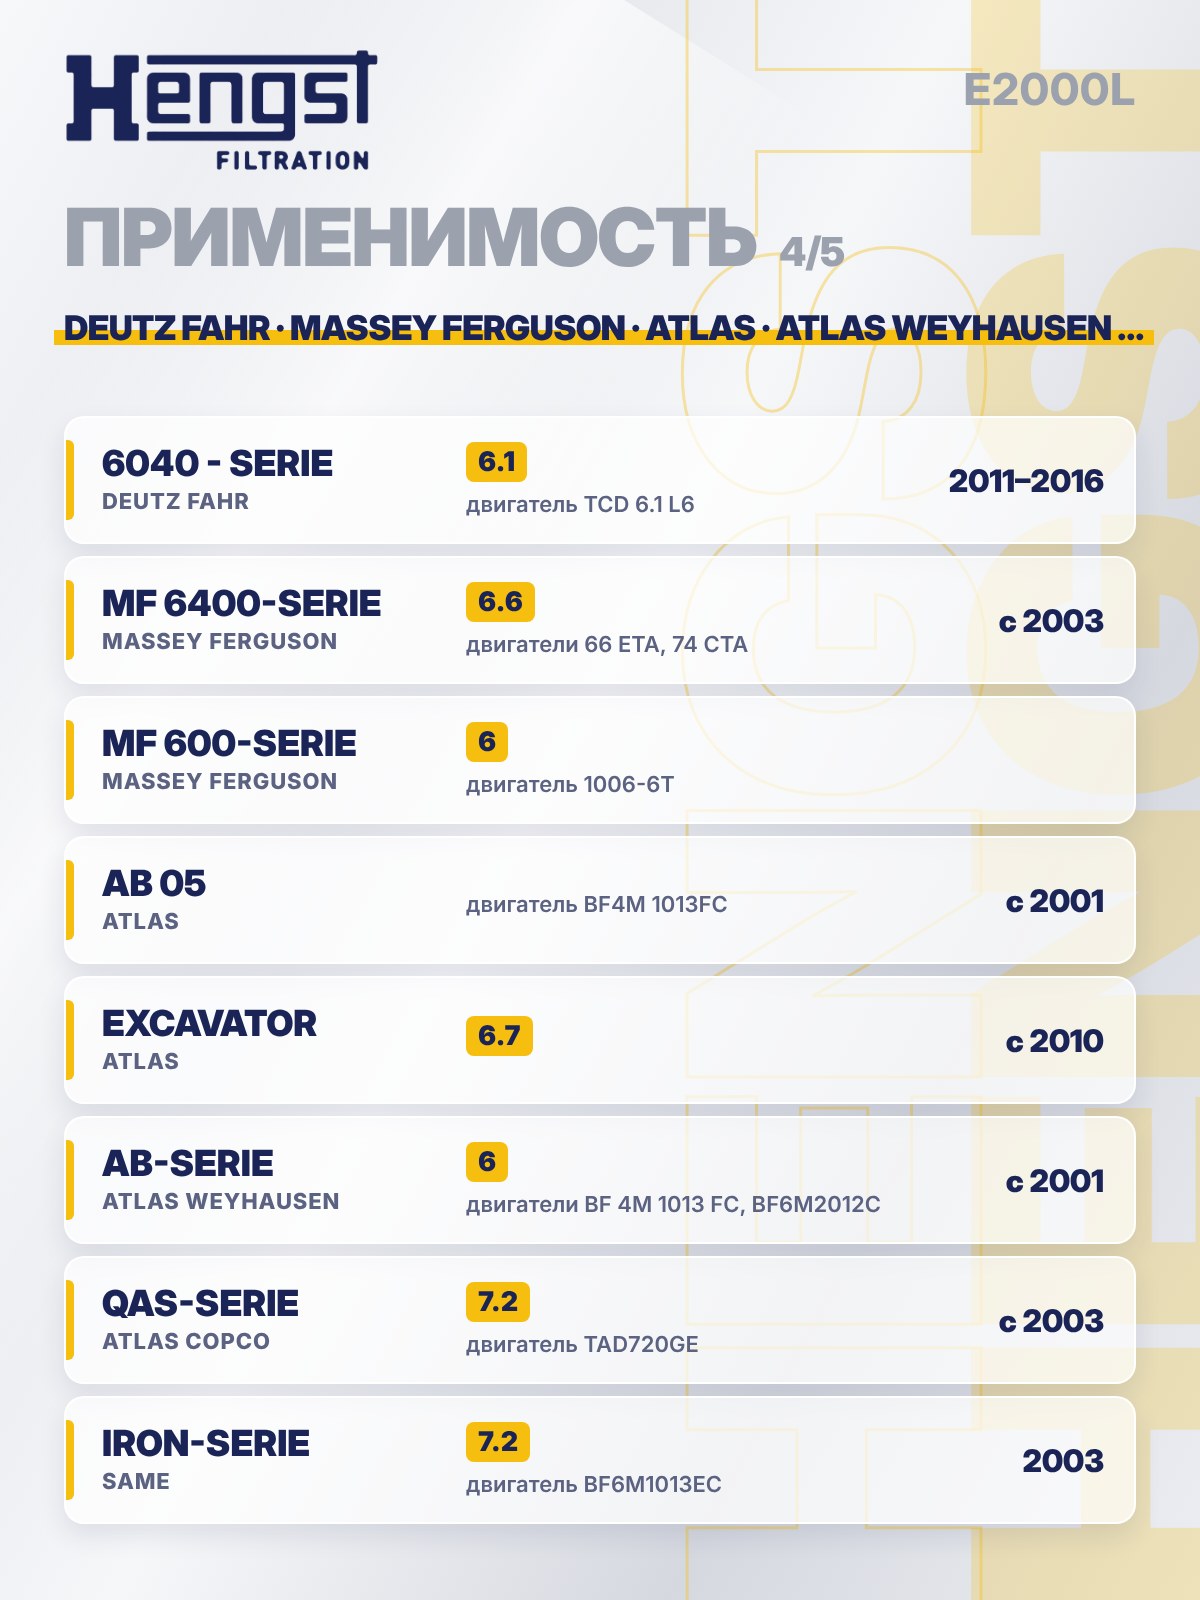 Hengst
FILTRATION
E2000L
ПРИМЕНИМОСТЬ 4/5
DEUTZ FAHR · MASSEY FERGUSON · ATLAS · ATLAS WEYHAUSEN ...
6040 - SERIE
DEUTZ FAHR
6.1
двигатель TCD 6.1 L6
2011–2016
MF 6400-SERIE
MASSEY FERGUSON
6.6
двигатели 66 ETA, 74 CTA
с 2003
MF 600-SERIE
MASSEY FERGUSON
6
двигатель 1006-6T
AB 05
ATLAS
двигатель BF4M 1013FC
с 2001
EXCAVATOR
ATLAS
6.7
с 2010
AB-SERIE
ATLAS WEYHAUSEN
6
двигатели BF 4M 1013 FC, BF6M2012C
с 2001
QAS-SERIE
ATLAS COPCO
7.2
двигатель TAD720GE
с 2003
IRON-SERIE
SAME
7.2
двигатель BF6M1013EC
2003
HENGST
HENGST